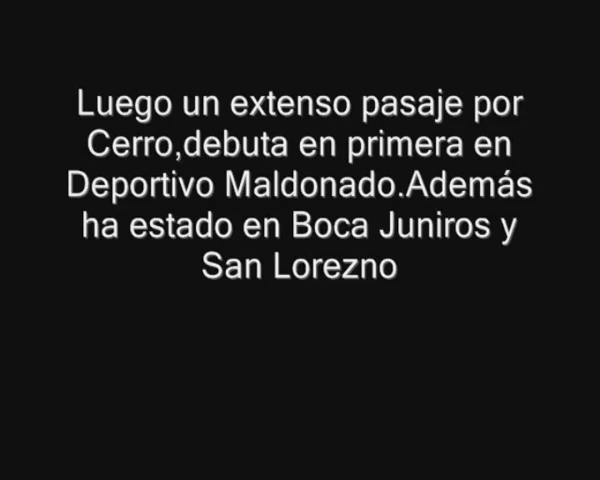 Luego un extenso pasaje por
Cerro,debuta en primera en
Deportivo Maldonado.Además
ha estado en Boca Juniros y
San Lorezno